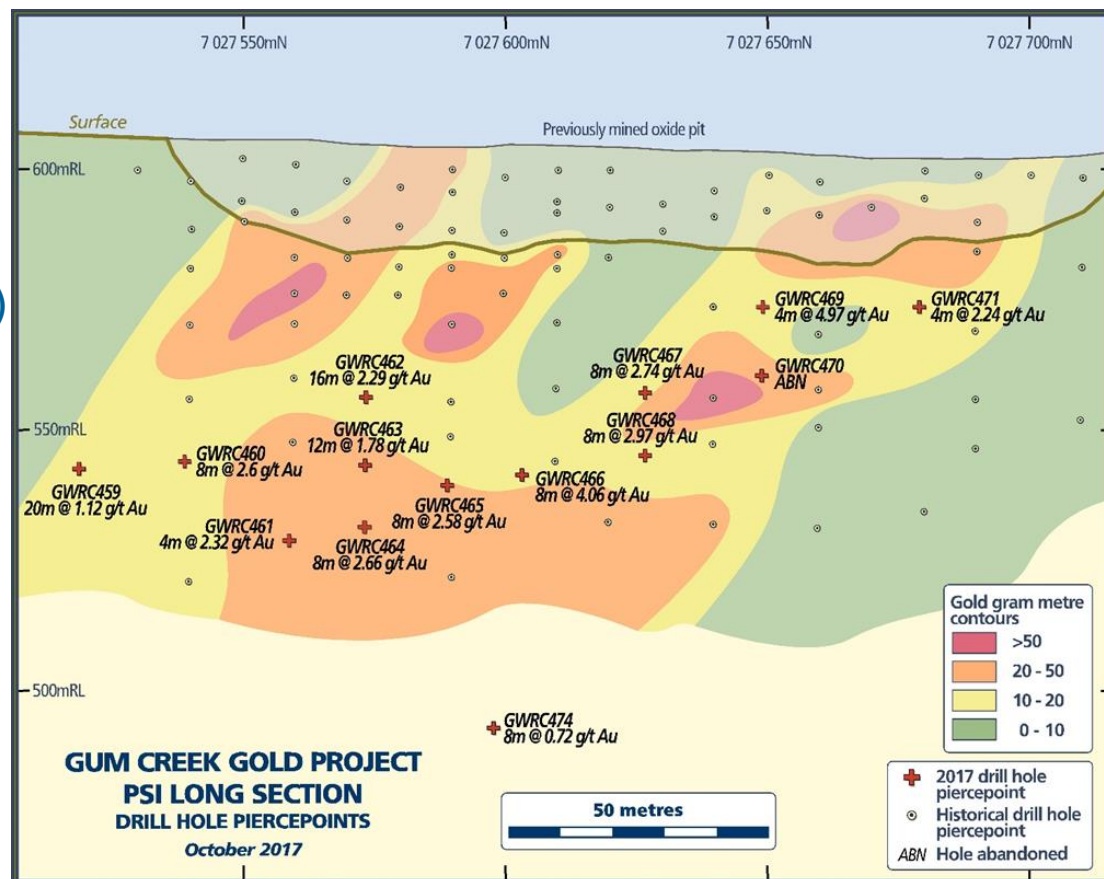 7 027 550mN
7 027 600mN
7 027 650mN
7 027 700mN
Surface
Previously mined oxide pit
600mRL
GWRC469
4m @ 4.97 g/t Au
GWRC471
4m @ 2.24 g/t Au
GWRC462
16m @ 2.29 g/t Au
GWRC467
8m @ 2.74 g/t Au
GWRC470
ABN
550mRL
GWRC463
12m @ 1.78 g/t Au
GWRC468
8m @ 2.97 g/t Au
GWRC460
8m @ 2.6 g/t Au
GWRC459
20m @ 1.12 g/t Au
GWRC466
8m @ 4.06 g/t Au
GWRC465
8m @ 2.58 g/t Au
GWRC461
4m @ 2.32 g/t Au
GWRC464
8m @ 2.66 g/t Au
Gold gram metre
contours
>50
20 - 50
10 - 20
0 - 10
500mRL
GWRC474
8m @ 0.72 g/t Au
GUM CREEK GOLD PROJECT
PSI LONG SECTION
DRILL HOLE PIERCEPOINTS
October 2017
50 metres
2017 drill hole
piercepoint
Historical drill hole
piercepoint
ABN Hole abandoned